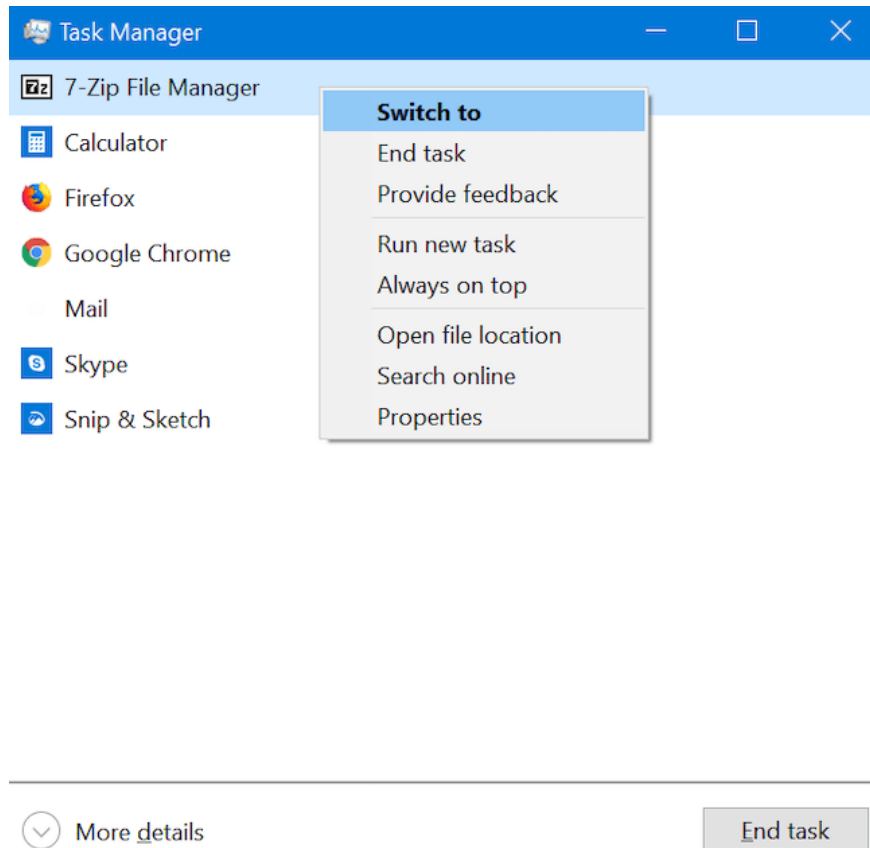 Task Manager
7z 7-Zip File Manager
Calculator
Firefox
Google Chrome
Mail
S Skype
Snip & Sketch
Switch to
End task
Provide feedback
Run new task
Always on top
Open file location
Search online
Properties
More details
End task